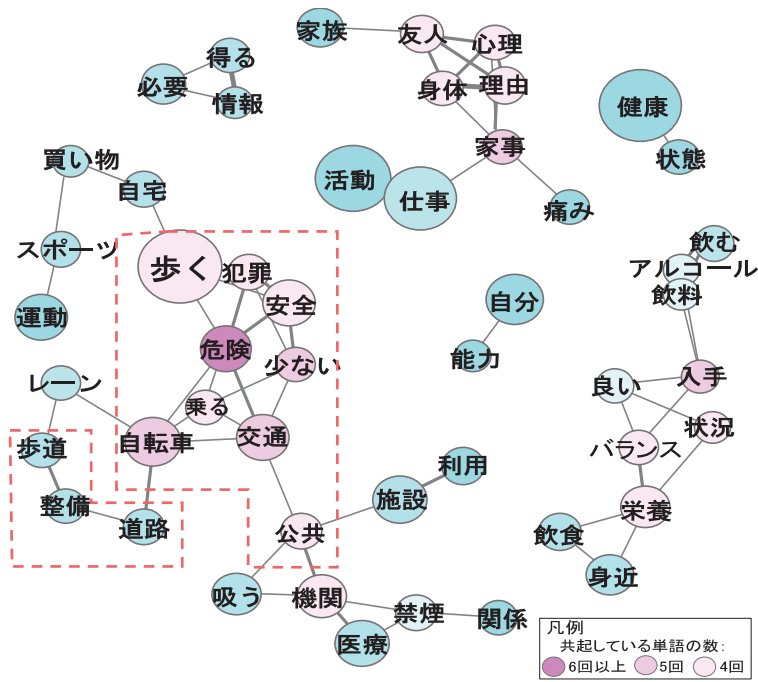 家族
友人
心理
得る
必要
情報
身体
理由
健康
家事
状態
買い物
自宅
活動
仕事
痛み
スポーツ
歩く
犯罪
飲む
アルコール
飲料
安全
自分
運動
危険
少ない
能力
レーン
乗る
良い
入手
自転車
交通
状況
歩道
バランス
利用
整備
施設
栄養
道路
公共
飲食
身近
吸う
機関
禁煙
関係
医療
凡例
共起している単語の数:
6回以上 5回 4回